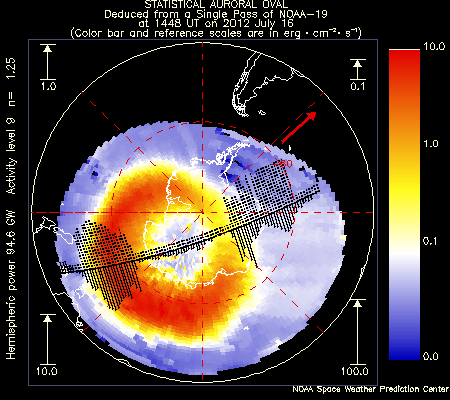 STATISTICAL AURORAL OVAL
Deduced from a Single Pass of NOAA-19
at 1448 UT on 2012 July 16
(Color bar and reference scales are in erg · cm⁻² · s⁻¹)
1.0
0.1
10.0
1.0
0.1
0.0
Hemispheric power 94.6 GW Activity level 9 n= 1.25
10.0
100.0
NOAA Space Weather Prediction Center